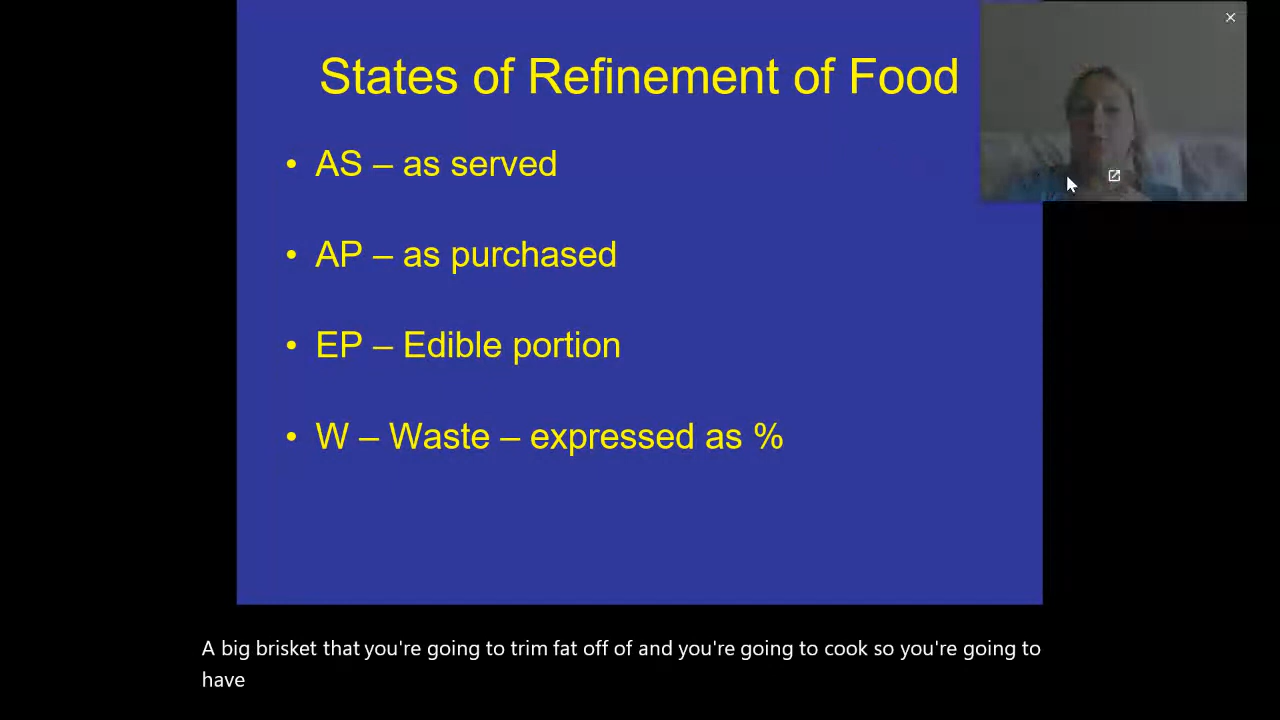 States of Refinement of Food
• AS – as served
• AP – as purchased
• EP – Edible portion
• W – Waste – expressed as %
A big brisket that you're going to trim fat off of and you're going to cook so you're going to
have